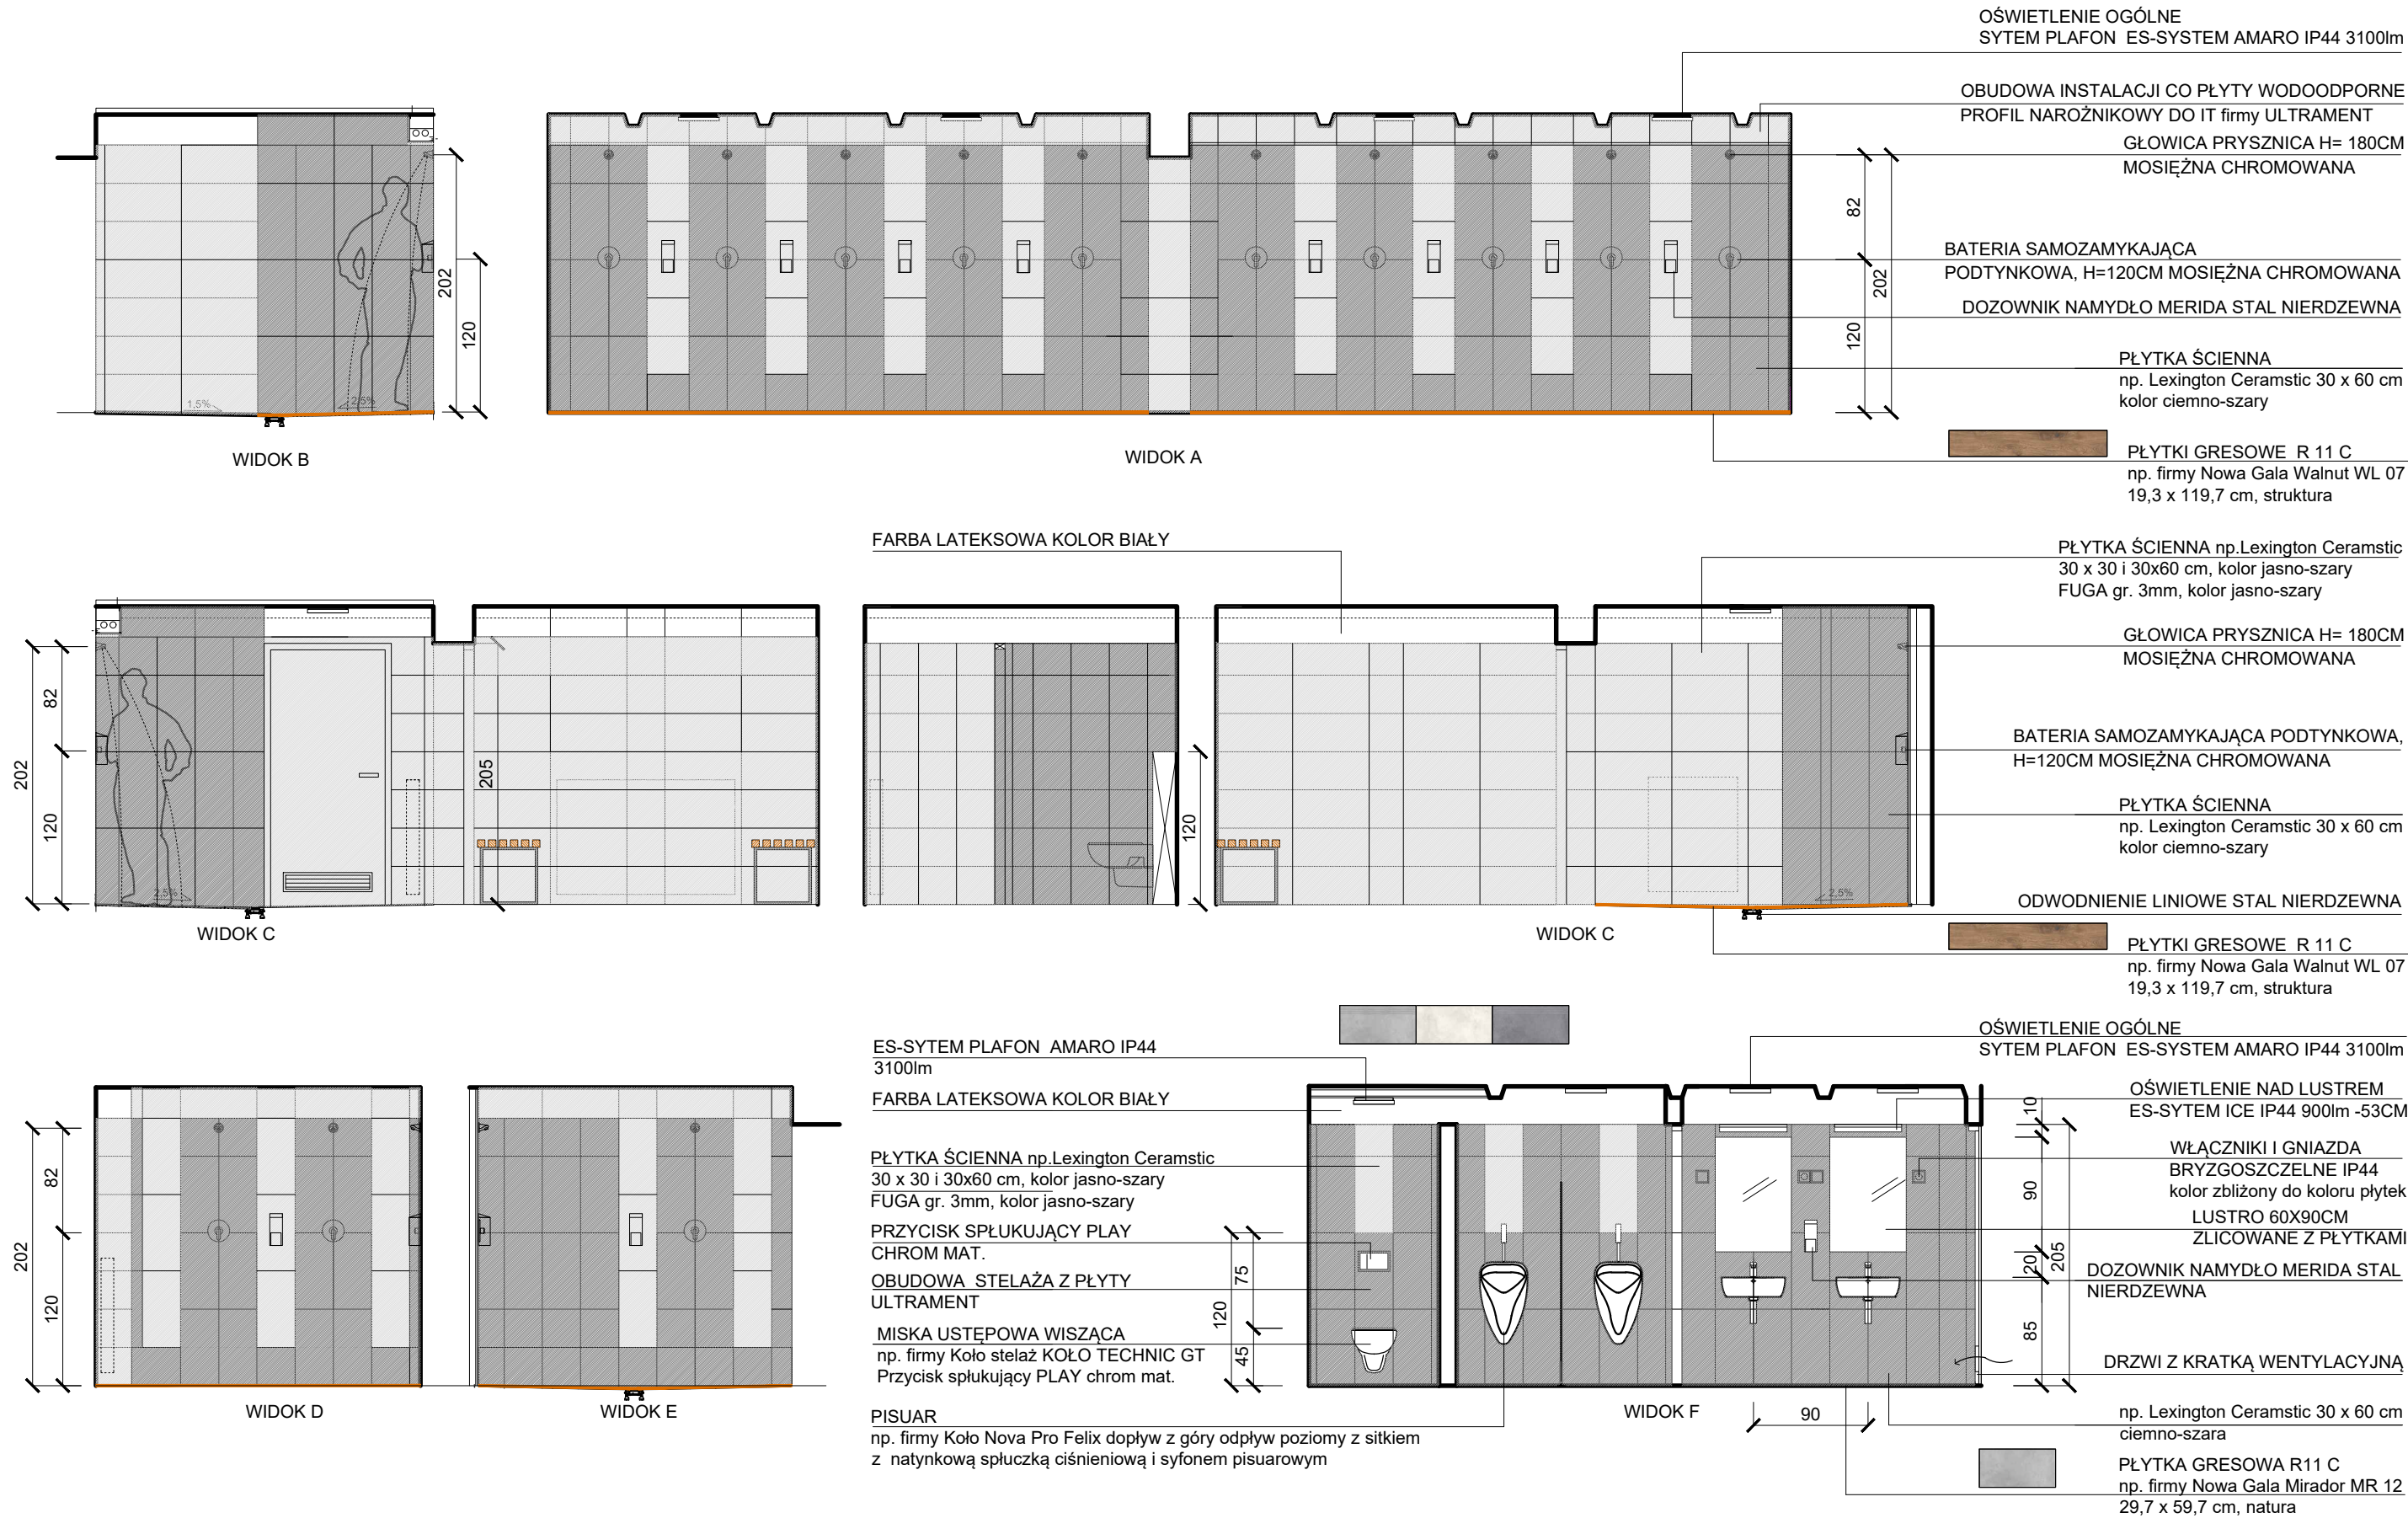 OŚWIETLENIE OGÓLNE
SYTEM PLAFON ES-SYSTEM AMARO IP44 3100lm
OBUDOWA INSTALACJI CO PŁYTY WODOODPORNE
PROFIL NAROŻNIKOWY DO IT firmy ULTRAMENT
GŁOWICA PRYSZNICA H= 180CM
MOSIĘŻNA CHROMOWANA
82
202
BATERIA SAMOZAMYKAJĄCA
PODTYNKOWA, H=120CM MOSIĘŻNA CHROMOWANA
202
120
DOZOWNIK NAMYDŁO MERIDA STAL NIERDZEWNA
120
PŁYTKA ŚCIENNA
np. Lexington Ceramstic 30 x 60 cm
kolor ciemno-szary
1.5%
2.5%
WIDOK B
WIDOK A
PŁYTKI GRESOWE R 11 C
np. firmy Nowa Gala Walnut WL 07
19,3 x 119,7 cm, struktura
FARBA LATEKSOWA KOLOR BIAŁY
PŁYTKA ŚCIENNA np.Lexington Ceramstic
30 x 30 i 30x60 cm, kolor jasno-szary
FUGA gr. 3mm, kolor jasno-szary
GŁOWICA PRYSZNICA H= 180CM
MOSIĘŻNA CHROMOWANA
82
202
120
205
120
BATERIA SAMOZAMYKAJĄCA PODTYNKOWA,
H=120CM MOSIĘŻNA CHROMOWANA
PŁYTKA ŚCIENNA
np. Lexington Ceramstic 30 x 60 cm
kolor ciemno-szary
2.5%
2,5%
ODWODNIENIE LINIOWE STAL NIERDZEWNA
WIDOK C
WIDOK C
PŁYTKI GRESOWE R 11 C
np. firmy Nowa Gala Walnut WL 07
19,3 x 119,7 cm, struktura
OŚWIETLENIE OGÓLNE
SYTEM PLAFON ES-SYSTEM AMARO IP44 3100lm
ES-SYTEM PLAFON AMARO IP44
3100lm
FARBA LATEKSOWA KOLOR BIAŁY
OŚWIETLENIE NAD LUSTREM
ES-SYTEM ICE IP44 900lm -53CM
10
WŁĄCZNIKI I GNIAZDA
BRYZGOSZCZELNE IP44
kolor zbliżony do koloru płytek
PŁYTKA ŚCIENNA np.Lexington Ceramstic
30 x 30 i 30x60 cm, kolor jasno-szary
FUGA gr. 3mm, kolor jasno-szary
82
202
120
90
LUSTRO 60X90CM
ZLICOWANE Z PŁYTKAMI
PRZYCISK SPŁUKUJĄCY PLAY
CHROM MAT.
20
205
DOZOWNIK NAMYDŁO MERIDA STAL
NIERDZEWNA
OBUDOWA STELAŻA Z PŁYTY
ULTRAMENT
75
120
45
85
MISKA USTĘPOWA WISZĄCA
np. firmy Koło stelaż KOŁO TECHNIC GT
Przycisk spłukujący PLAY chrom mat.
DRZWI Z KRATKĄ WENTYLACYJNĄ
WIDOK D
WIDOK E
WIDOK F
90
PISUAR
np. firmy Koło Nova Pro Felix dopływ z góry odpływ poziomy z sitkiem
z natynkową spłuczką ciśnieniową i syfonem pisuarowym
np. Lexington Ceramstic 30 x 60 cm
ciemno-szara
PŁYTKA GRESOWA R11 C
np. firmy Nowa Gala Mirador MR 12
29,7 x 59,7 cm, natura